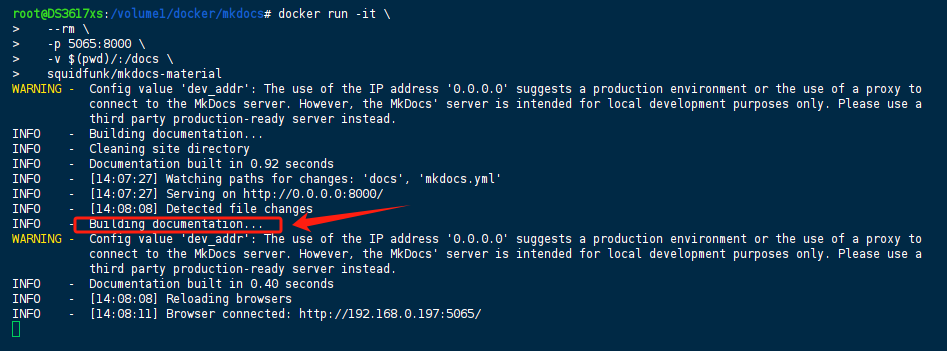 root@DS3617xs:/volume1/docker/mkdocs# docker run -it \
>    --rm \
>    -p 5065:8000 \
>    -v $(pwd)/:/docs \
>    squidfunk/mkdocs-material
WARNING -  Config value 'dev_addr': The use of the IP address '0.0.0.0' suggests a production environment or the use of a proxy to
           connect to the MkDocs server. However, the MkDocs' server is intended for local development purposes only. Please use a
           third party production-ready server instead.
INFO    -  Building documentation...
INFO    -  Cleaning site directory
INFO    -  Documentation built in 0.92 seconds
INFO    -  [14:07:27] Watching paths for changes: 'docs', 'mkdocs.yml'
INFO    -  [14:07:27] Serving on http://0.0.0.0:8000/
INFO    -  [14:08:08] Detected file changes
INFO    -  Building documentation...
WARNING -  Config value 'dev_addr': The use of the IP address '0.0.0.0' suggests a production environment or the use of a proxy to
           connect to the MkDocs server. However, the MkDocs' server is intended for local development purposes only. Please use a
           third party production-ready server instead.
INFO    -  Documentation built in 0.40 seconds
INFO    -  [14:08:08] Reloading browsers
INFO    -  [14:08:11] Browser connected: http://192.168.0.197:5065/